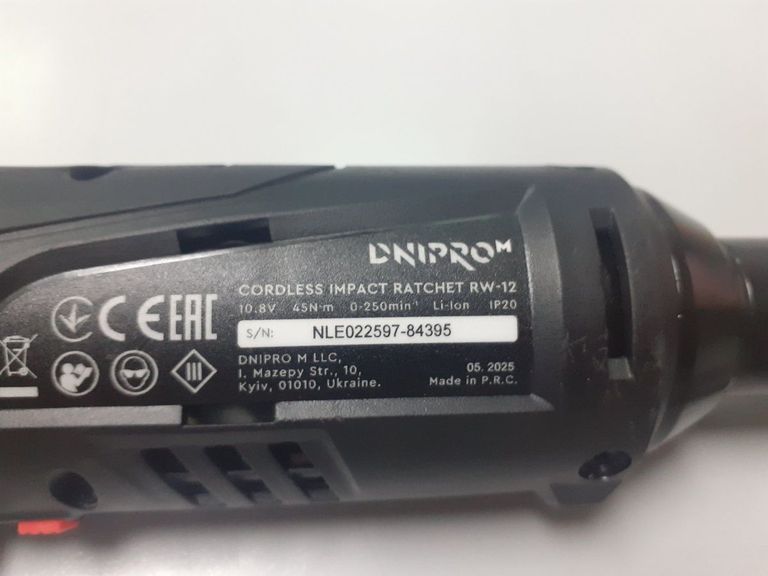 DNIPRO M
CORDLESS IMPACT RATCHET RW-12
10.8V 45N·m 0-250min⁻¹ Li-Ion IP20
S/N: NLE022597-84395
DNIPRO M LLC,
I. Mazepy Str., 10,
Kyiv, 01010, Ukraine.
05. 2025
Made in P.R.C.
CE EAC